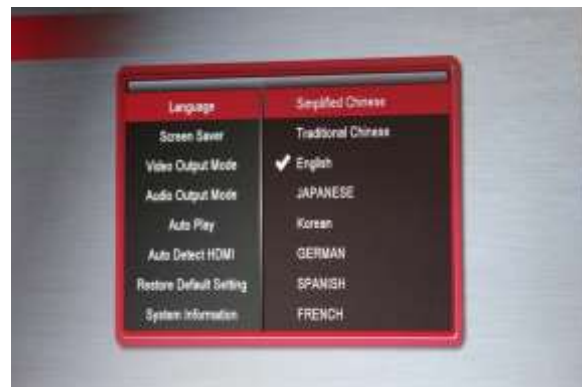 Language
Screen Saver
Video Output Mode
Audio Output Mode
Auto Play
Auto Detect HDMI
Restore Default Setting
System Information
Simplified Chinese
Traditional Chinese
English
JAPANESE
Korean
GERMAN
SPANISH
FRENCH